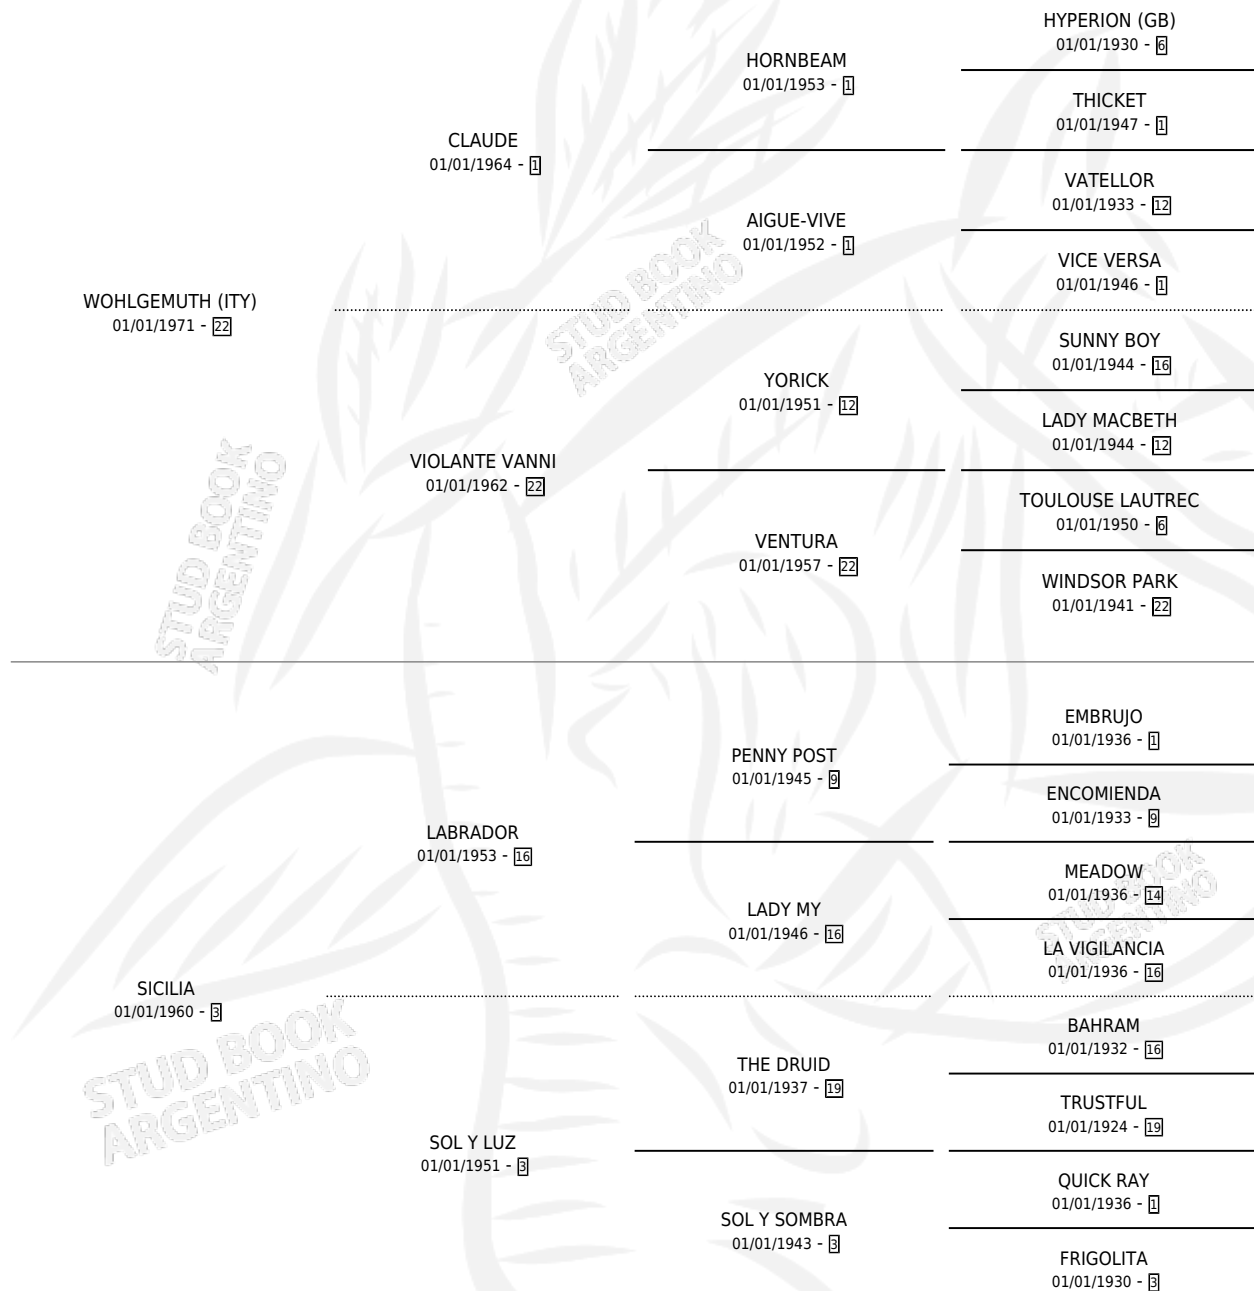 HYPERION (GB)
01/01/1930 - 6
HORNBEAM
01/01/1953 - 1
THICKET
01/01/1947 - 1
CLAUDE
01/01/1964 - 1
VATELLOR
01/01/1933 - 12
AIGUE-VIVE
01/01/1952 - 1
VICE VERSA
01/01/1946 - 1
WOHLGEMUTH (ITY)
01/01/1971 - 22
SUNNY BOY
01/01/1944 - 16
YORICK
01/01/1951 - 12
LADY MACBETH
01/01/1944 - 12
VIOLANTE VANNI
01/01/1962 - 22
TOULOUSE LAUTREC
01/01/1950 - 6
VENTURA
01/01/1957 - 22
WINDSOR PARK
01/01/1941 - 22
EMBRUJO
01/01/1936 - 1
PENNY POST
01/01/1945 - 9
ENCOMIENDA
01/01/1933 - 9
LABRADOR
01/01/1953 - 16
MEADOW
01/01/1936 - 14
LADY MY
01/01/1946 - 16
LA VIGILANCIA
01/01/1936 - 16
SICILIA
01/01/1960 - 3
BAHRAM
01/01/1932 - 16
THE DRUID
01/01/1937 - 19
TRUSTFUL
01/01/1924 - 19
SOL Y LUZ
01/01/1951 - 3
QUICK RAY
01/01/1936 - 1
SOL Y SOMBRA
01/01/1943 - 3
FRIGOLITA
01/01/1930 - 3
STUD BOOK
ARGENTINO
STUD BOOK
ARGENTINO
STUD BOOK
ARGENTINO
STUD BOOK
ARGENTINO